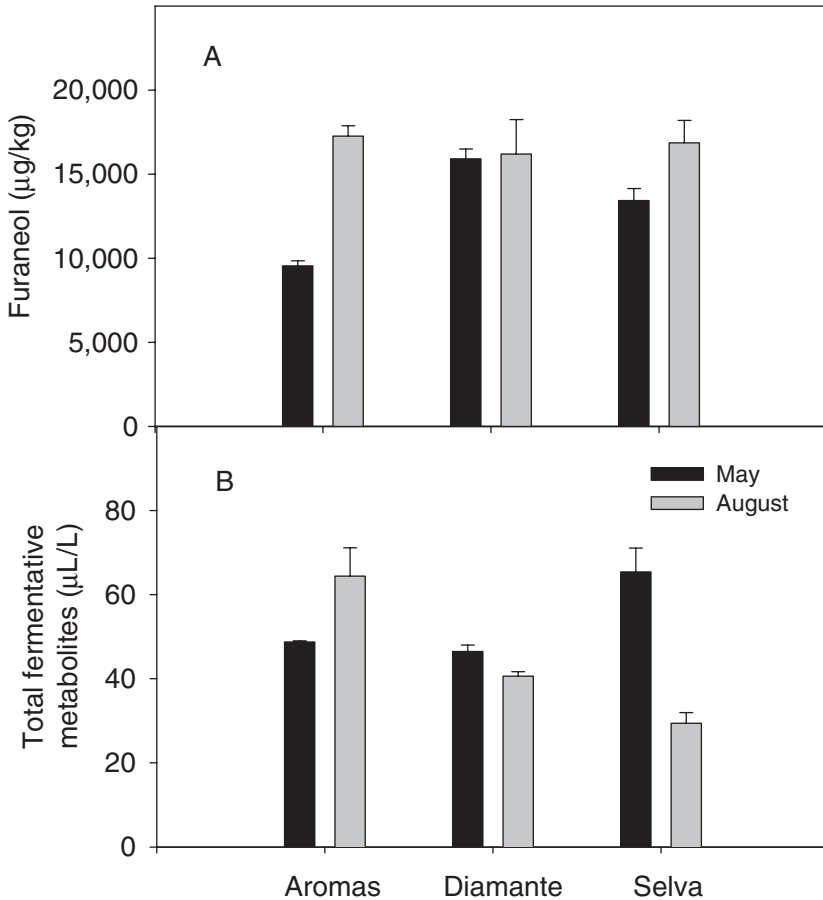 A
Furaneol (μg/kg)
20,000
15,000
10,000
5,000
0
B
May
August
Total fermentative
metabolites (μL/L)
80
60
40
20
0
Aromas Diamante Selva